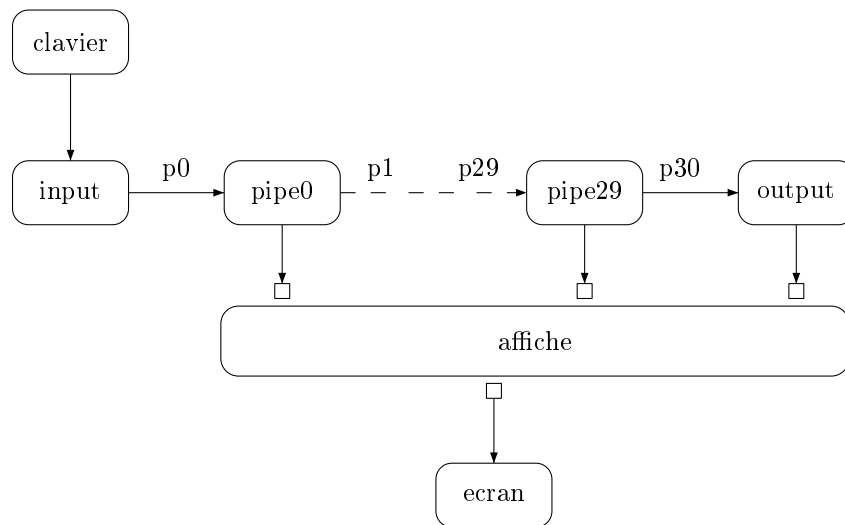 clavier
p0 p1 p29 p30
input pipe0 pipe29 output
affiche
ecran